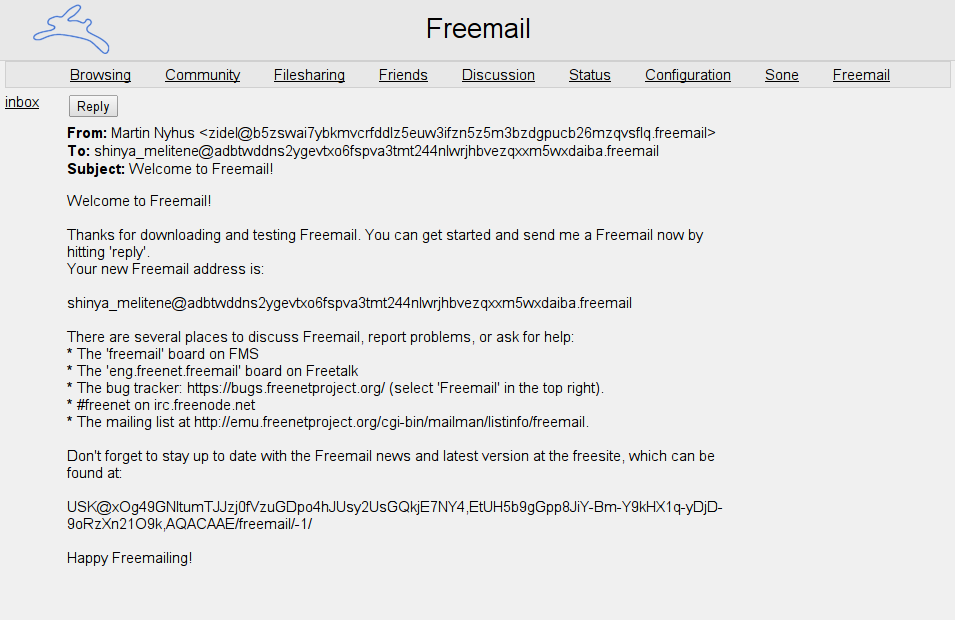 Freemail
Browsing Community Filesharing Friends Discussion Status Configuration Sone Freemail
inbox
Reply
From: Martin Nyhus <zidel@b5zswai7ybkmvcrfddlz5euw3ifzn5z5m3bzdgpucb26mzqvsflq.freemail>
To: shinya_melitene@adbtwddns2ygevtxo6fspva3tmt244nlwrjhbvezqxxm5wxdaiba.freemail
Subject: Welcome to Freemail!
Welcome to Freemail!
Thanks for downloading and testing Freemail. You can get started and send me a Freemail now by
hitting 'reply'.
Your new Freemail address is:
shinya_melitene@adbtwddns2ygevtxo6fspva3tmt244nlwrjhbvezqxxm5wxdaiba.freemail
There are several places to discuss Freemail, report problems, or ask for help:
* The 'freemail' board on FMS
* The 'eng.freenet.freemail' board on Freetalk
* The bug tracker: https://bugs.freenetproject.org/ (select 'Freemail' in the top right).
* #freenet on irc.freenode.net
* The mailing list at http://emu.freenetproject.org/cgi-bin/mailman/listinfo/freemail.
Don't forget to stay up to date with the Freemail news and latest version at the freesite, which can be
found at:
USK@xOg49GNltumTJJzj0fVzuGDpo4hJUsy2UsGQkjE7NY4,EtUH5b9gGpp8JiY-Bm-Y9kHX1q-yDjD-
9oRzXn21O9k,AQACAAE/freemail/-1/
Happy Freemailing!